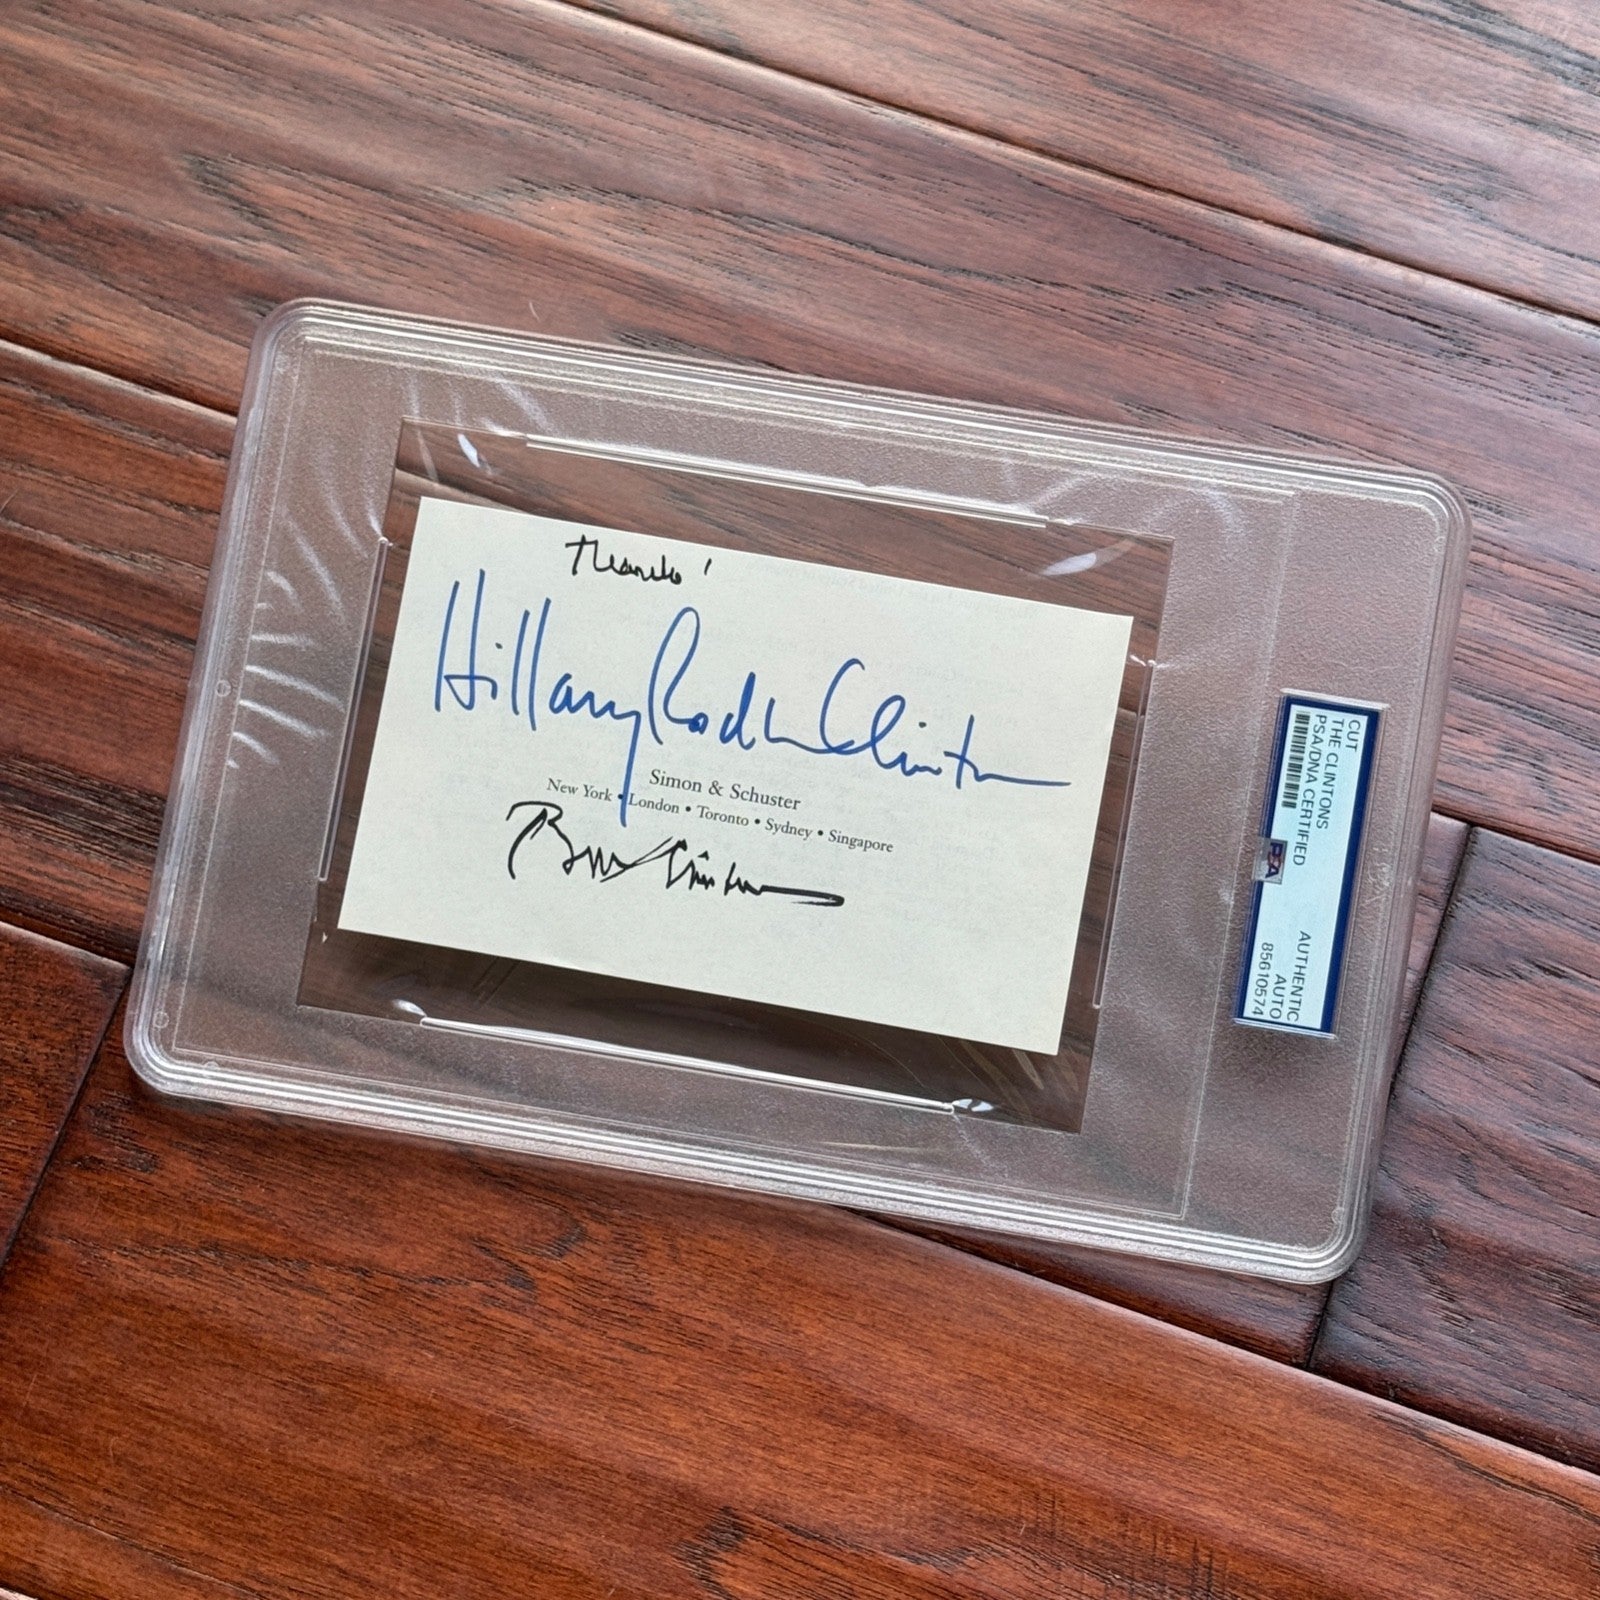 Thanks!
Hillary Rodham Clinton
Simon & Schuster
New York • London • Toronto • Sydney • Singapore
Bill Clinton
CUT
THE CLINTONS
PSA/DNA CERTIFIED
PSA
AUTHENTIC
AUTO
85610574